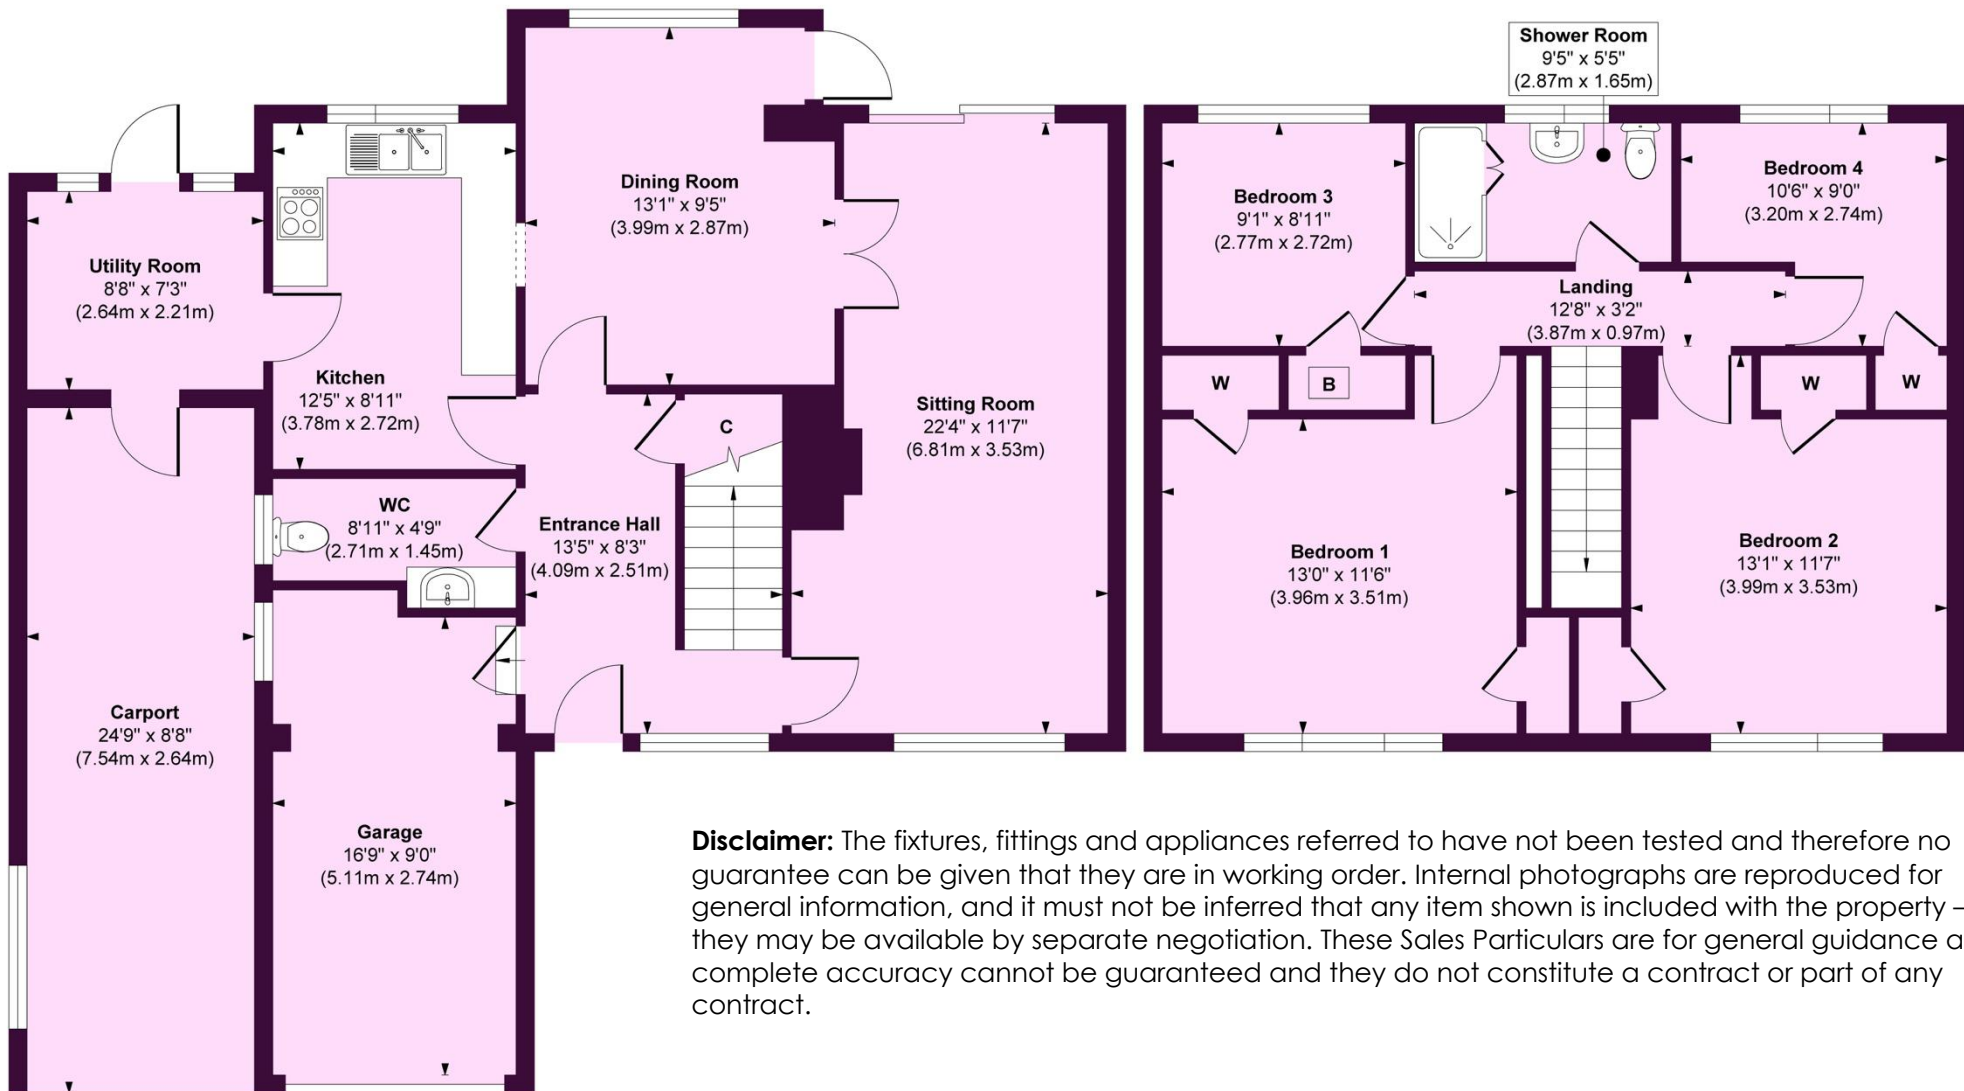 Shower Room
9'5" x 5'5"
(2.87m x 1.65m)
Dining Room
13'1" x 9'5"
(3.99m x 2.87m)
Bedroom 3
9'1" x 8'11"
(2.77m x 2.72m)
Bedroom 4
10'6" x 9'0"
(3.20m x 2.74m)
Utility Room
8'8" x 7'3"
(2.64m x 2.21m)
Landing
12'8" x 3'2"
(3.87m x 0.97m)
Kitchen
12'5" x 8'11"
(3.78m x 2.72m)
W
B
W
W
Sitting Room
22'4" x 11'7"
(6.81m x 3.53m)
C
WC
8'11" x 4'9"
(2.71m x 1.45m)
Entrance Hall
13'5" x 8'3"
(4.09m x 2.51m)
Bedroom 1
13'0" x 11'6"
(3.96m x 3.51m)
Bedroom 2
13'1" x 11'7"
(3.99m x 3.53m)
Carport
24'9" x 8'8"
(7.54m x 2.64m)
Garage
16'9" x 9'0"
(5.11m x 2.74m)
Disclaimer: The fixtures, fittings and appliances referred to have not been tested and therefore no
guarantee can be given that they are in working order. Internal photographs are reproduced for
general information, and it must not be inferred that any item shown is included with the property –
they may be available by separate negotiation. These Sales Particulars are for general guidance a
complete accuracy cannot be guaranteed and they do not constitute a contract or part of any
contract.